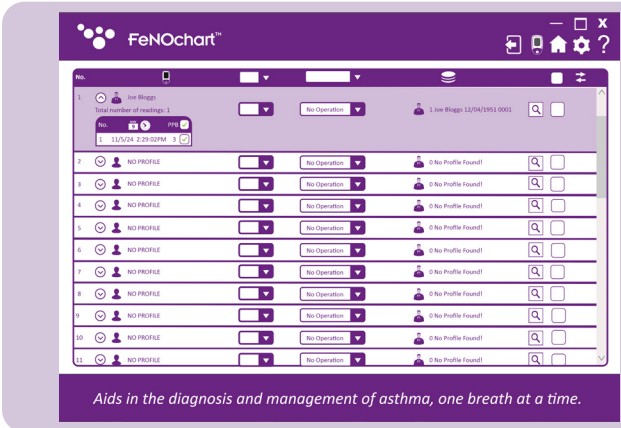 FeNOchart™
X
?
No.
1 Joe Bloggs
Total number of readings: 1
No. PPB
1 11/5/24 2:29:02PM 3
No Operation
1 Joe Bloggs 12/04/1951 0001
2 NO PROFILE No Operation 0 No Profile Found!
3 NO PROFILE No Operation 0 No Profile Found!
4 NO PROFILE No Operation 0 No Profile Found!
5 NO PROFILE No Operation 0 No Profile Found!
6 NO PROFILE No Operation 0 No Profile Found!
7 NO PROFILE No Operation 0 No Profile Found!
8 NO PROFILE No Operation 0 No Profile Found!
9 NO PROFILE No Operation 0 No Profile Found!
10 NO PROFILE No Operation 0 No Profile Found!
11 NO PROFILE No Operation 0 No Profile Found!
Aids in the diagnosis and management of asthma, one breath at a time.